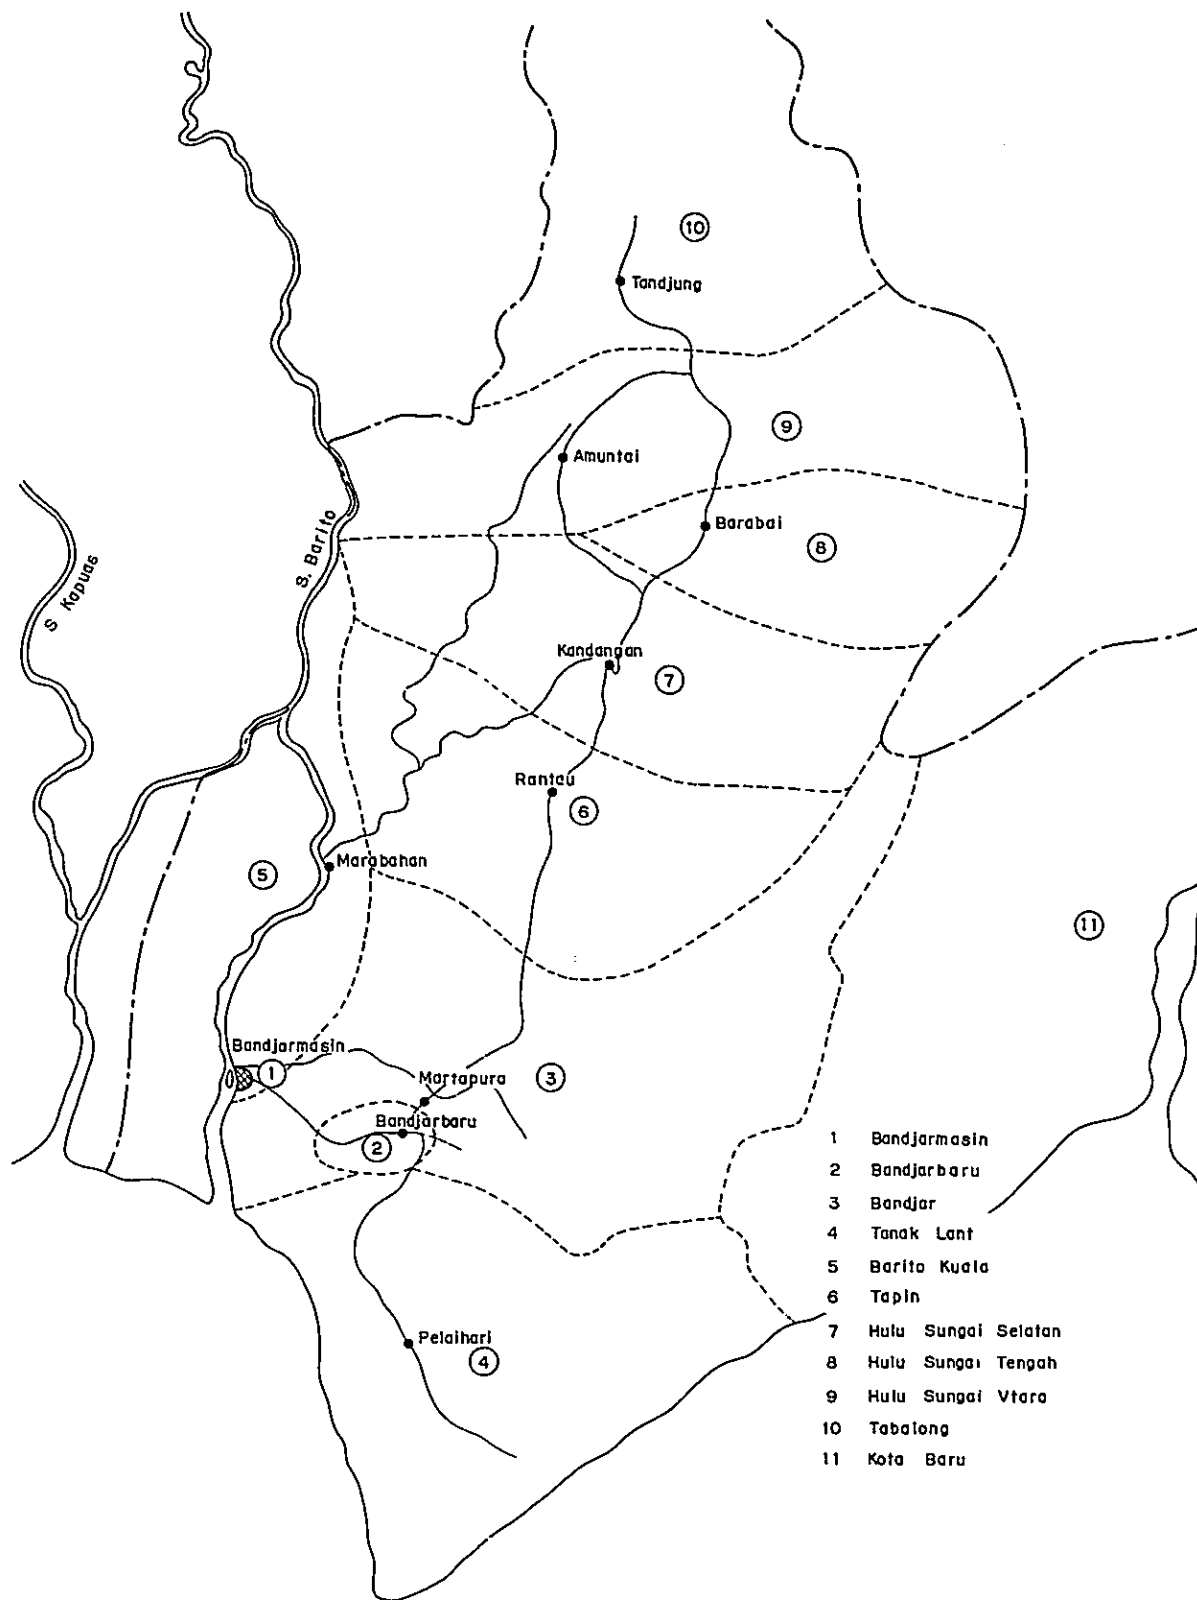 10
Tandjung
9
Amuntai
S. Barito
Barabai
8
S Kapuas
Kandangan
7
Rantau
6
Marabahan
5
11
Bandjarmasin
1
Martapura
3
Bandjarbaru
2
Pelaihari
4
1 Bandjarmasin
2 Bandjarbaru
3 Bandjar
4 Tanak Lant
5 Barito Kuala
6 Tapin
7 Hulu Sungai Selatan
8 Hulu Sungai Tengah
9 Hulu Sungai Vtara
10 Tabalong
11 Kota Baru